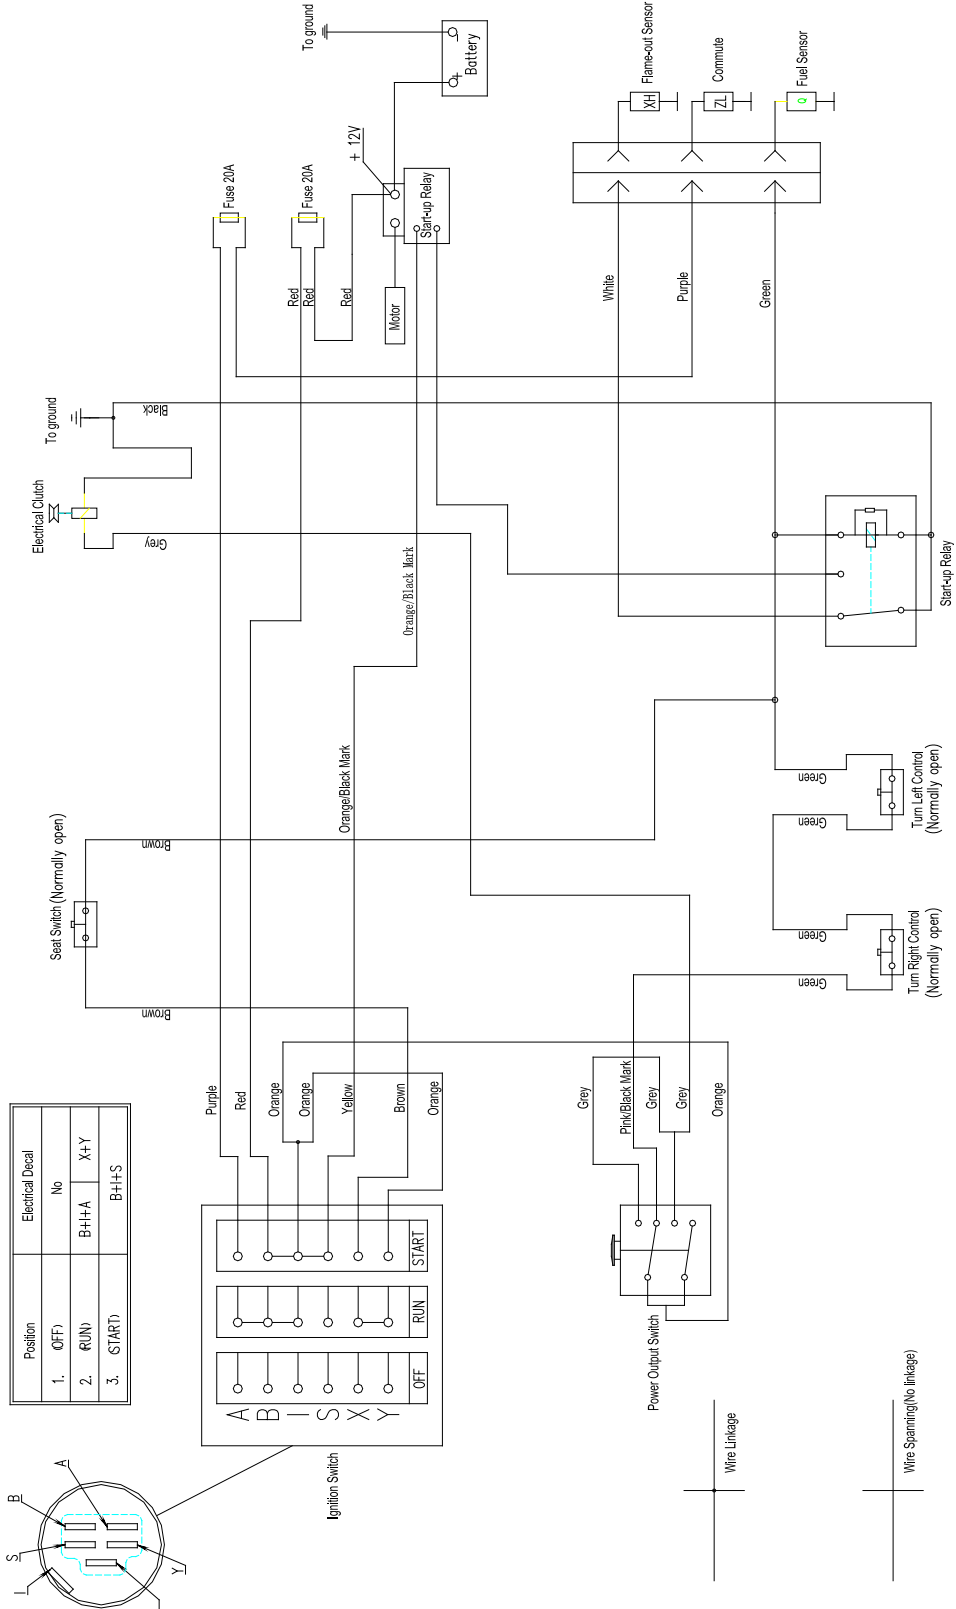 Position
Electrical Decal
1. (OFF)
No
2. (RUN)
B+I+A
X+Y
3. (START)
B+I+S
I
S
B
A
Y
Ignition Switch
A
B
I
S
X
Y
OFF
RUN
START
Purple
Red
Orange
Orange
Yellow
Brown
Orange
Seat Switch (Normally open)
Brown
Brown
Electrical Clutch
To ground
Black
Grey
Fuse 20A
Fuse 20A
Red
Red
Red
To ground
Battery
-
+
+ 12V
Start-up Relay
Motor
Orange/Black Mark
Orange/Black Mark
Flame-out Sensor
XH
Commute
ZL
Fuel Sensor
Q
White
Purple
Green
Start-up Relay
Turn Left Control
(Normally open)
Green
Green
Turn Right Control
(Normally open)
Green
Green
Grey
Pink/Black Mark
Grey
Grey
Orange
Power Output Switch
Wire Linkage
Wire Spanning(No linkage)